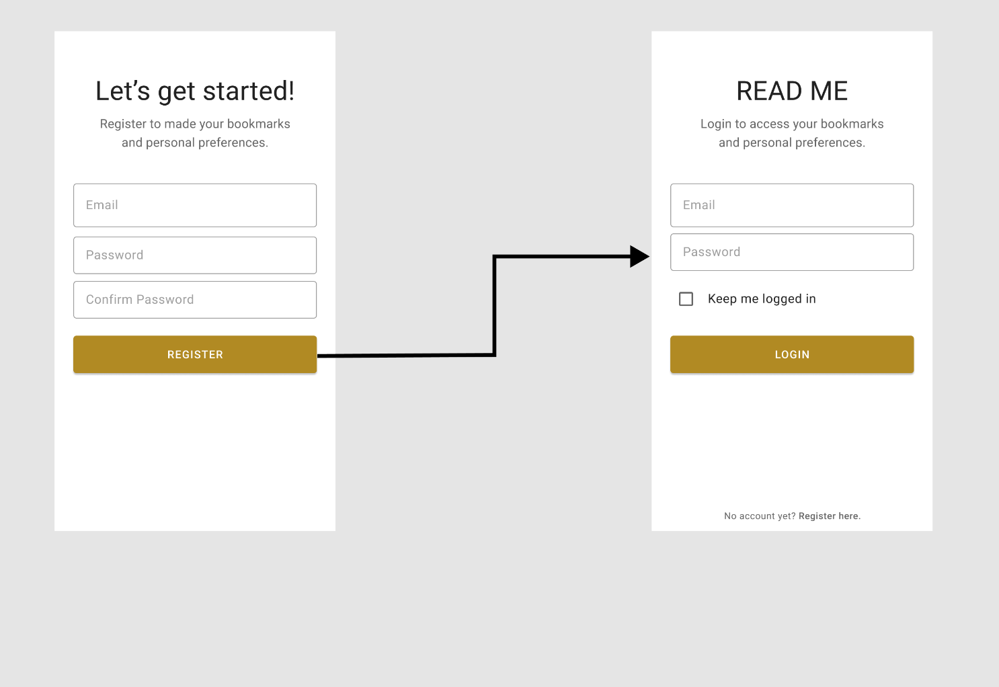 Let’s get started!
Register to made your bookmarks
and personal preferences.
Email
Password
Confirm Password
REGISTER
READ ME
Login to access your bookmarks
and personal preferences.
Email
Password
Keep me logged in
LOGIN
No account yet? Register here.